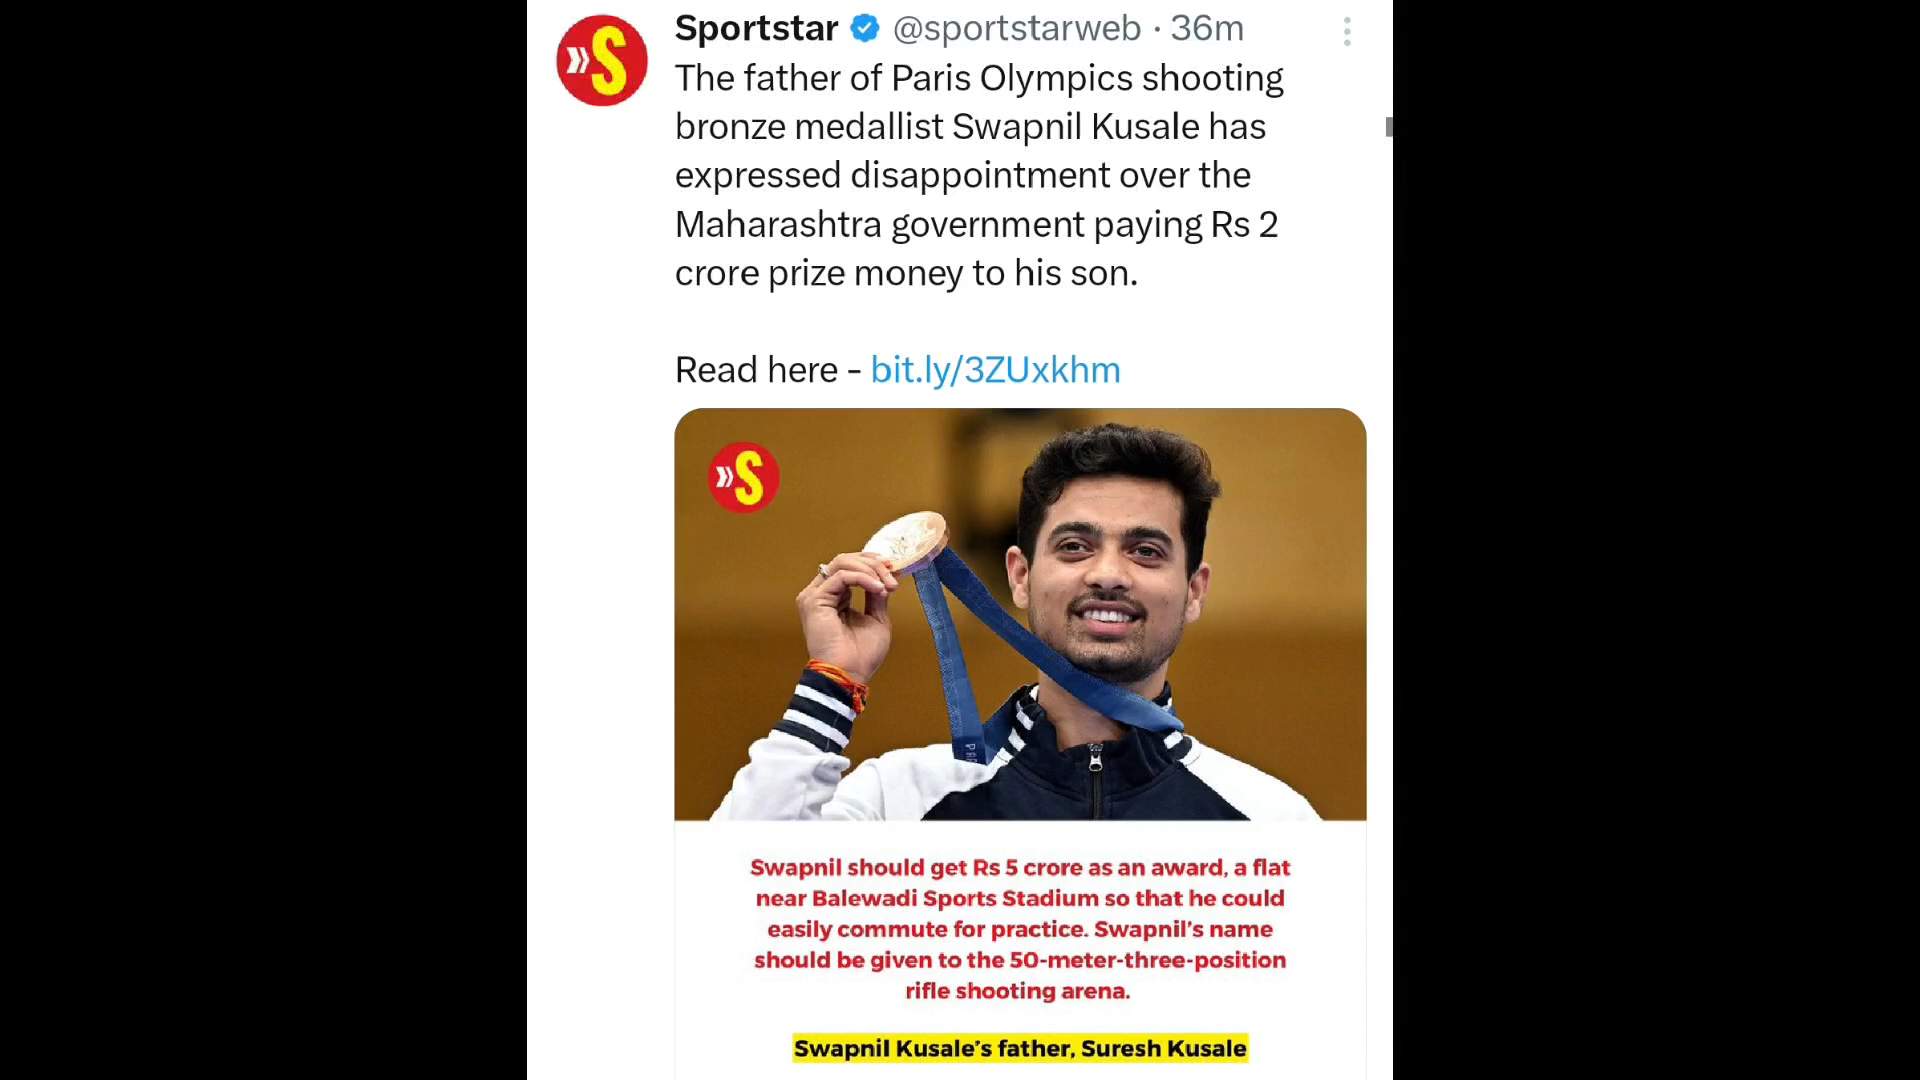 Sportstar @sportstarweb · 36m
The father of Paris Olympics shooting
bronze medallist Swapnil Kusale has
expressed disappointment over the
Maharashtra government paying Rs 2
crore prize money to his son.
Read here - bit.ly/3ZUxkhm
»S
Swapnil should get Rs 5 crore as an award, a flat
near Balewadi Sports Stadium so that he could
easily commute for practice. Swapnil's name
should be given to the 50-meter-three-position
rifle shooting arena.
Swapnil Kusale's father, Suresh Kusale